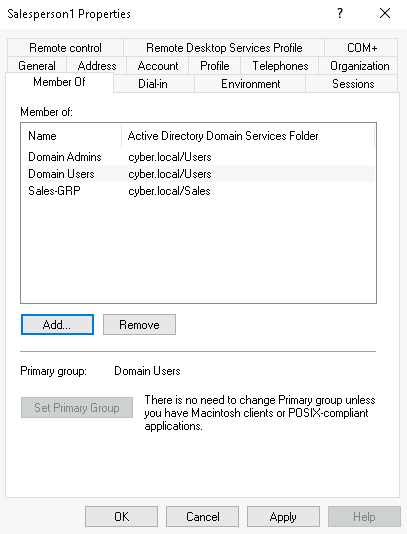 Salesperson1 Properties ?
Remote control Remote Desktop Services Profile COM+
General Address Account Profile Telephones Organization
Member Of Dial-in Environment Sessions
Member of:
Name Active Directory Domain Services Folder
Domain Admins cyber.local/Users
Domain Users cyber.local/Users
Sales-GRP cyber.local/Sales
Add... Remove
Primary group: Domain Users
Set Primary Group
There is no need to change Primary group unless
you have Macintosh clients or POSIX-compliant
applications.
OK Cancel Apply Help